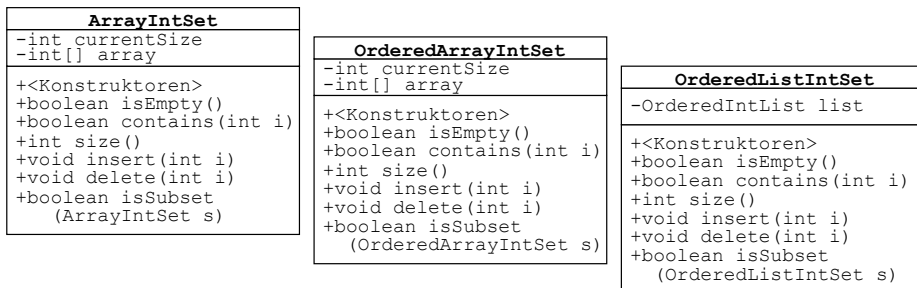 ArrayIntSet
-int currentSize
-int[] array
+<Konstruktoren>
+boolean isEmpty()
+boolean contains(int i)
+int size()
+void insert(int i)
+void delete(int i)
+boolean isSubset
(ArrayIntSet s)
OrderedArrayIntSet
-int currentSize
-int[] array
+<Konstruktoren>
+boolean isEmpty()
+boolean contains(int i)
+int size()
+void insert(int i)
+void delete(int i)
+boolean isSubset
(OrderedArrayIntSet s)
OrderedListIntSet
-OrderedIntList list
+<Konstruktoren>
+boolean isEmpty()
+boolean contains(int i)
+int size()
+void insert(int i)
+void delete(int i)
+boolean isSubset
(OrderedListIntSet s)